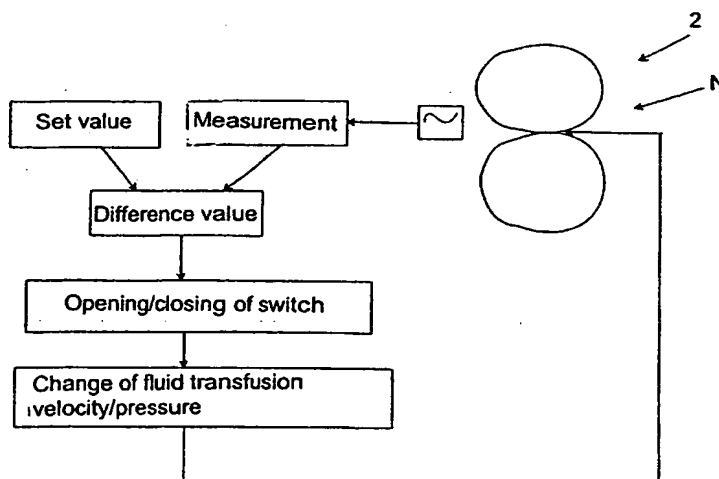 2
N
Set value
Measurement
Difference value
Opening/closing of switch
Change of fluid transfusion
velocity/pressure